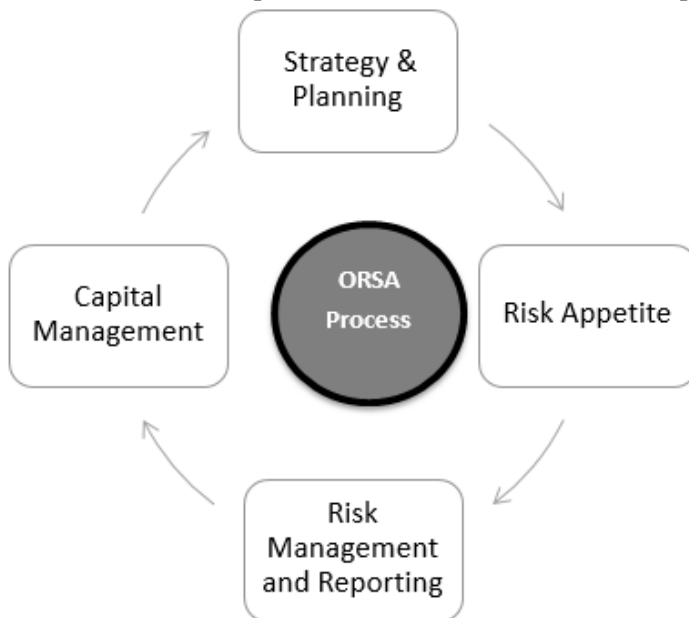 Strategy &
Planning
ORSA
Process
Capital
Management
Risk Appetite
Risk
Management
and Reporting